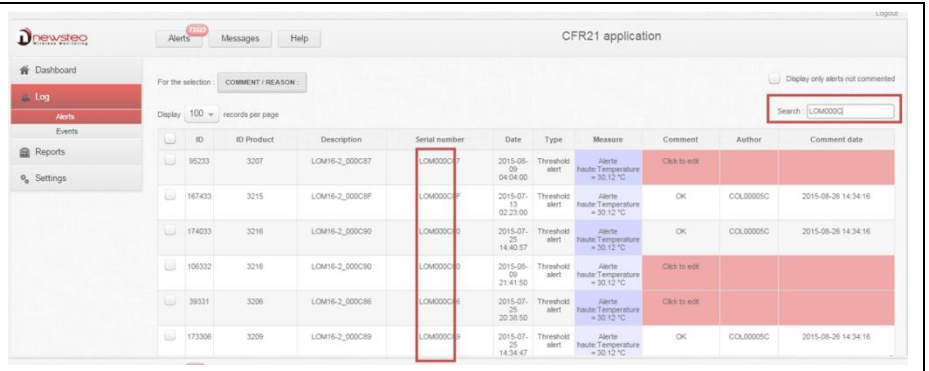 Logout
newsteo
Wireless Monitoring
Alerts
Messages
Help
CFR21 application
Dashboard
Log
Alerts
Events
Reports
Settings
For the selection : COMMENT / REASON :
Display only alerts not commented
Display 100 records per page
Search : LOM000C
ID ID Product Description Serial number Date Type Measure Comment Author Comment date
95233 3207 LOM16-2_000C87 LOM000C87 2015-08-09 04:04:00 Threshold alert Alerte haute:Temperature = 30.12 °C Click to edit
167433 3215 LOM16-2_000C8F LOM000C8F 2015-07-13 02:23:00 Threshold alert Alerte haute:Temperature = 30.12 °C OK COL00005C 2015-08-26 14:34:16
174033 3216 LOM16-2_000C90 LOM000C90 2015-07-25 14:40:57 Threshold alert Alerte haute:Temperature = 30.12 °C OK COL00005C 2015-08-26 14:34:16
106332 3216 LOM16-2_000C90 LOM000C90 2015-08-09 21:41:50 Threshold alert Alerte haute:Temperature = 30.12 °C Click to edit
39331 3206 LOM16-2_000C86 LOM000C86 2015-07-25 20:38:50 Threshold alert Alerte haute:Temperature = 30.12 °C Click to edit
173306 3209 LOM16-2_000C89 LOM000C89 2015-07-25 14:34:47 Threshold alert Alerte haute:Temperature = 30.12 °C OK COL00005C 2015-08-26 14:34:16